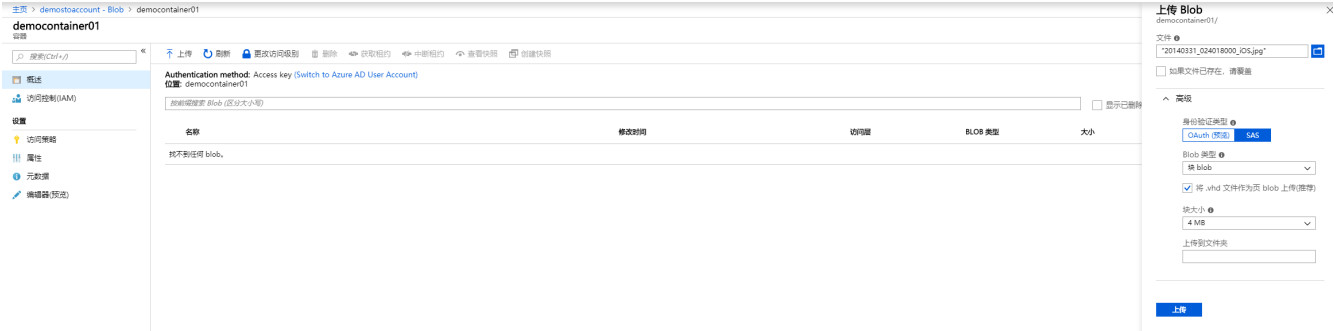 主页 > demostoaccount - Blob > democontainer01
democontainer01
容器
搜索(Ctrl+/)
«
概述
访问控制(IAM)
设置
访问策略
属性
元数据
编辑器(预览)
上传 刷新 更改访问级别 删除 获取租约 中断租约 查看快照 创建快照
Authentication method: Access key (Switch to Azure AD User Account)
位置: democontainer01
按前缀搜索 Blob (区分大小写)
显示已删除
名称 修改时间 访问层 BLOB 类型 大小
找不到任何 blob。
上传 Blob
democontainer01/
文件
"20140331_024018000_iOS.jpg"
如果文件已存在，请覆盖
高级
身份验证类型
OAuth (预览) SAS
Blob 类型
块 blob
将 .vhd 文件作为页 blob 上传(推荐)
块大小
4 MB
上传到文件夹
上传